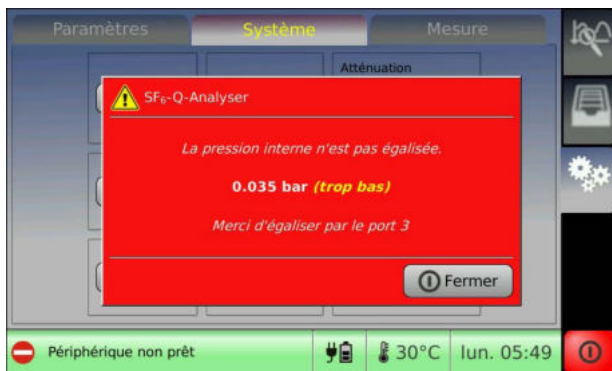 Paramètres Système Mesure
Atténuation
SF₆-Q-Analyser
La pression interne n'est pas égalisée.
0.035 bar (trop bas)
Merci d'égaliser par le port 3
Fermer
Périphérique non prêt 30°C lun. 05:49